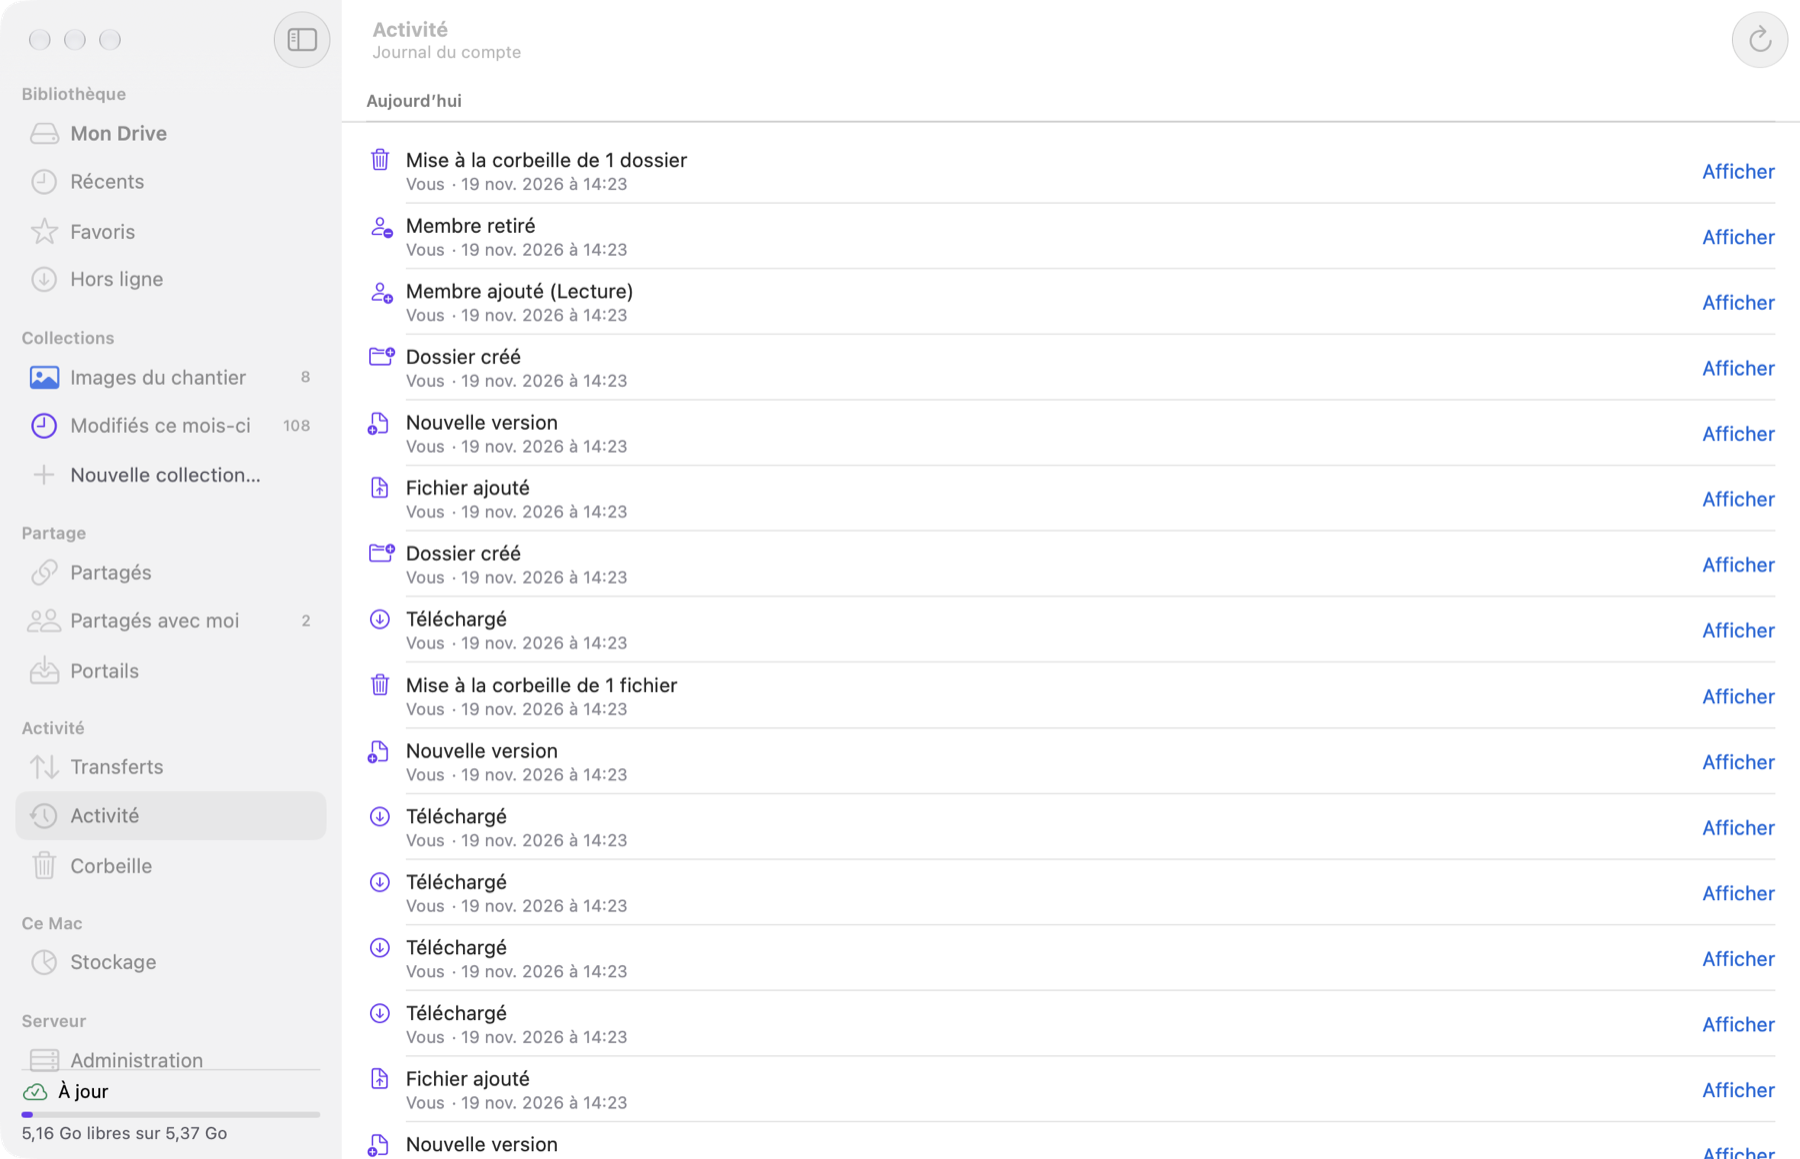 Bibliothèque
Mon Drive
Récents
Favoris
Hors ligne
Collections
Images du chantier 8
Modifiés ce mois-ci 108
Nouvelle collection...
Partage
Partagés
Partagés avec moi 2
Portails
Activité
Transferts
Activité
Corbeille
Ce Mac
Stockage
Serveur
Administration
À jour
5,16 Go libres sur 5,37 Go
Activité
Journal du compte
Aujourd’hui
Mise à la corbeille de 1 dossier
Vous · 19 nov. 2026 à 14:23
Afficher
Membre retiré
Vous · 19 nov. 2026 à 14:23
Afficher
Membre ajouté (Lecture)
Vous · 19 nov. 2026 à 14:23
Afficher
Dossier créé
Vous · 19 nov. 2026 à 14:23
Afficher
Nouvelle version
Vous · 19 nov. 2026 à 14:23
Afficher
Fichier ajouté
Vous · 19 nov. 2026 à 14:23
Afficher
Dossier créé
Vous · 19 nov. 2026 à 14:23
Afficher
Téléchargé
Vous · 19 nov. 2026 à 14:23
Afficher
Mise à la corbeille de 1 fichier
Vous · 19 nov. 2026 à 14:23
Afficher
Nouvelle version
Vous · 19 nov. 2026 à 14:23
Afficher
Téléchargé
Vous · 19 nov. 2026 à 14:23
Afficher
Téléchargé
Vous · 19 nov. 2026 à 14:23
Afficher
Téléchargé
Vous · 19 nov. 2026 à 14:23
Afficher
Téléchargé
Vous · 19 nov. 2026 à 14:23
Afficher
Fichier ajouté
Vous · 19 nov. 2026 à 14:23
Afficher
Nouvelle version
Afficher